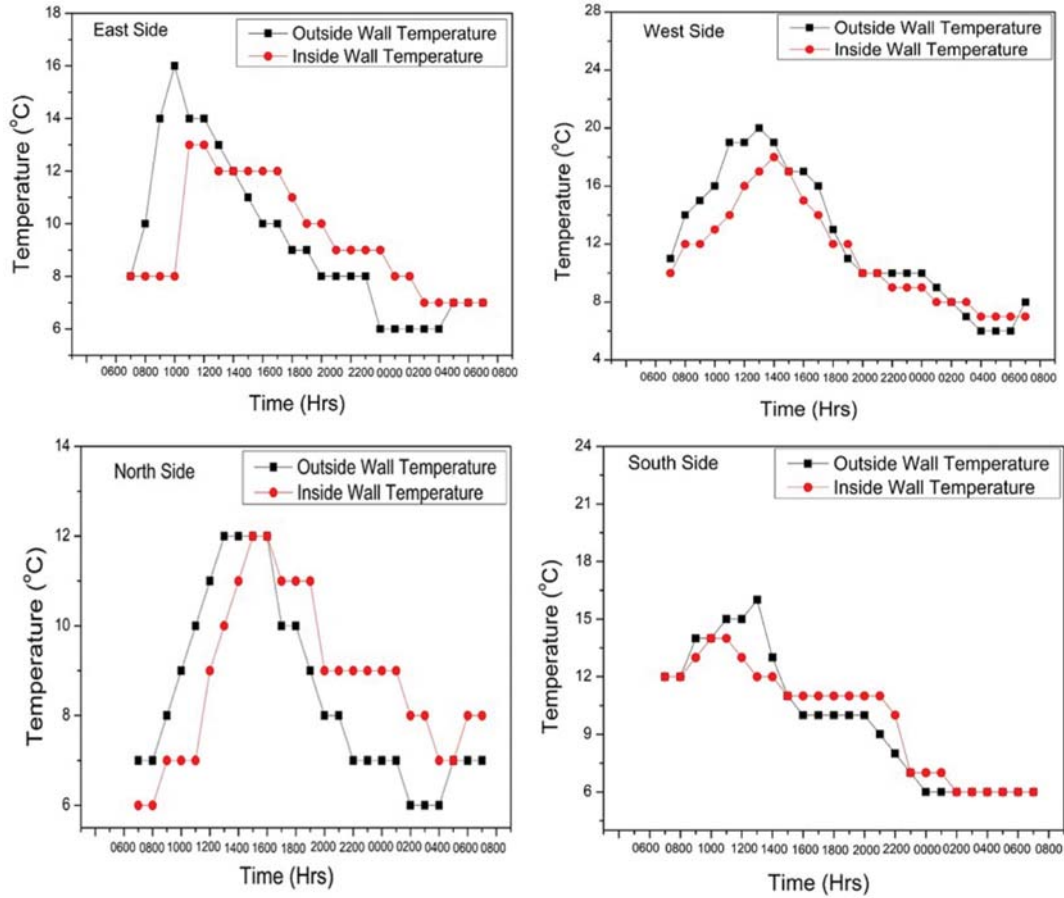 East Side
Outside Wall Temperature
Inside Wall Temperature
18
16
14
12
10
8
6
Temperature (°C)
0600 0800 1000 1200 1400 1600 1800 2000 2200 0000 0200 0400 0600 0800
Time (Hrs)
West Side
Outside Wall Temperature
Inside Wall Temperature
28
24
20
16
12
8
4
Temperature (°C)
0600 0800 1000 1200 1400 1600 1800 2000 2200 0000 0200 0400 0600 0800
Time (Hrs)
North Side
Outside Wall Temperature
Inside Wall Temperature
14
12
10
8
6
Temperature (°C)
0600 0800 1000 1200 1400 1600 1800 2000 2200 0000 0200 0400 0600 0800
Time (Hrs)
South Side
Outside Wall Temperature
Inside Wall Temperature
24
21
18
15
12
9
6
Temperature (°C)
0600 0800 1000 1200 1400 1600 1800 2000 2200 0000 0200 0400 0600 0800
Time (Hrs)